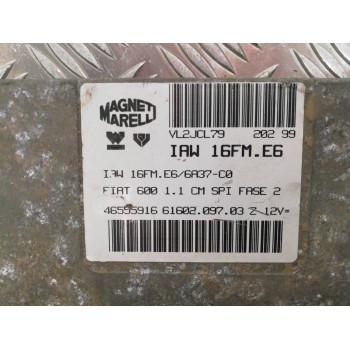 MAGNETI
MARELLI
VL2JCL79 202 99
IAW 16FM.E6
IAW 16FM.E6/6A37-C0
FIAT 600 1.1 CM SPI FASE 2
46595916 61602.097.03 Z 12V=